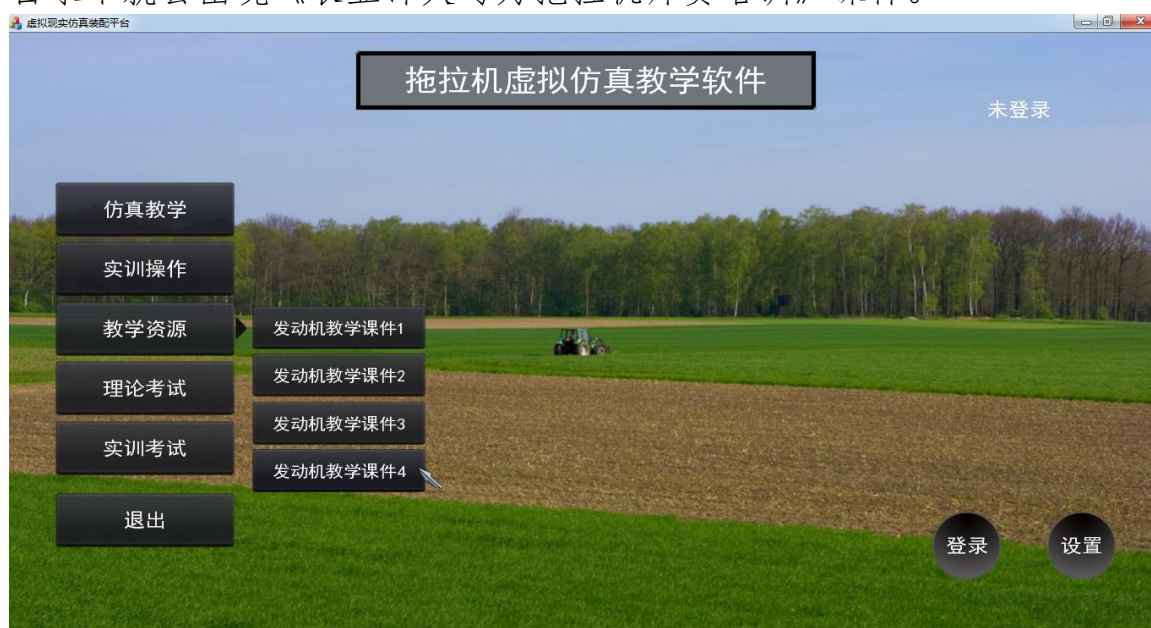 虚拟现实仿真装配平台
拖拉机虚拟仿真教学软件
未登录
仿真教学
实训操作
教学资源
发动机教学课件1
发动机教学课件2
理论考试
发动机教学课件3
实训考试
发动机教学课件4
退出
登录
设置